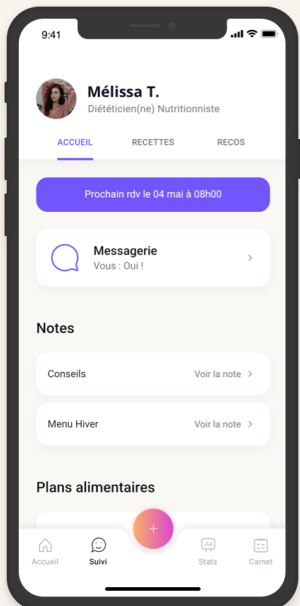 9:41
Mélissa T.
Diététicien(ne) Nutritionniste
ACCUEIL RECETTES RECOS
Prochain rdv le 04 mai à 08h00
Messagerie
Vous : Oui !
Notes
Conseils Voir la note
Menu Hiver Voir la note
Plans alimentaires
Accueil Suivi Stats Carnet